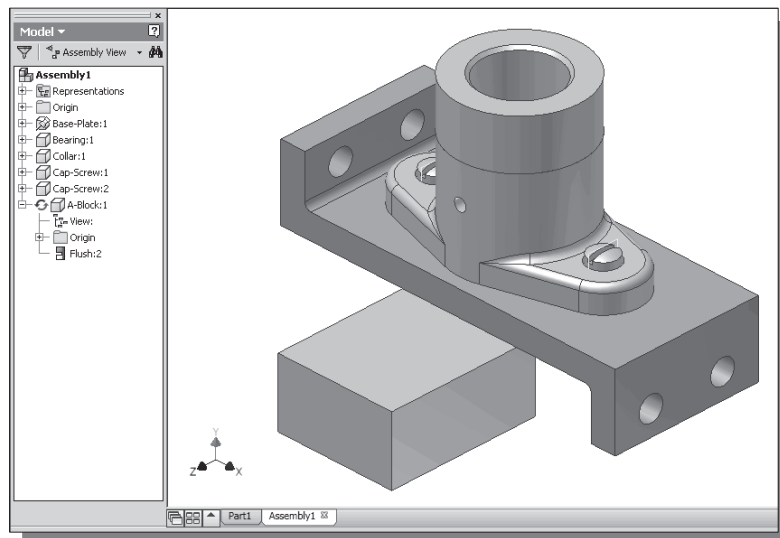 Model
Assembly View
Assembly1
Representations
Origin
Base-Plate:1
Bearing:1
Collar:1
Cap-Screw:1
Cap-Screw:2
A-Block:1
View:
Origin
Flush:2
Y
Z X
Part1 Assembly1